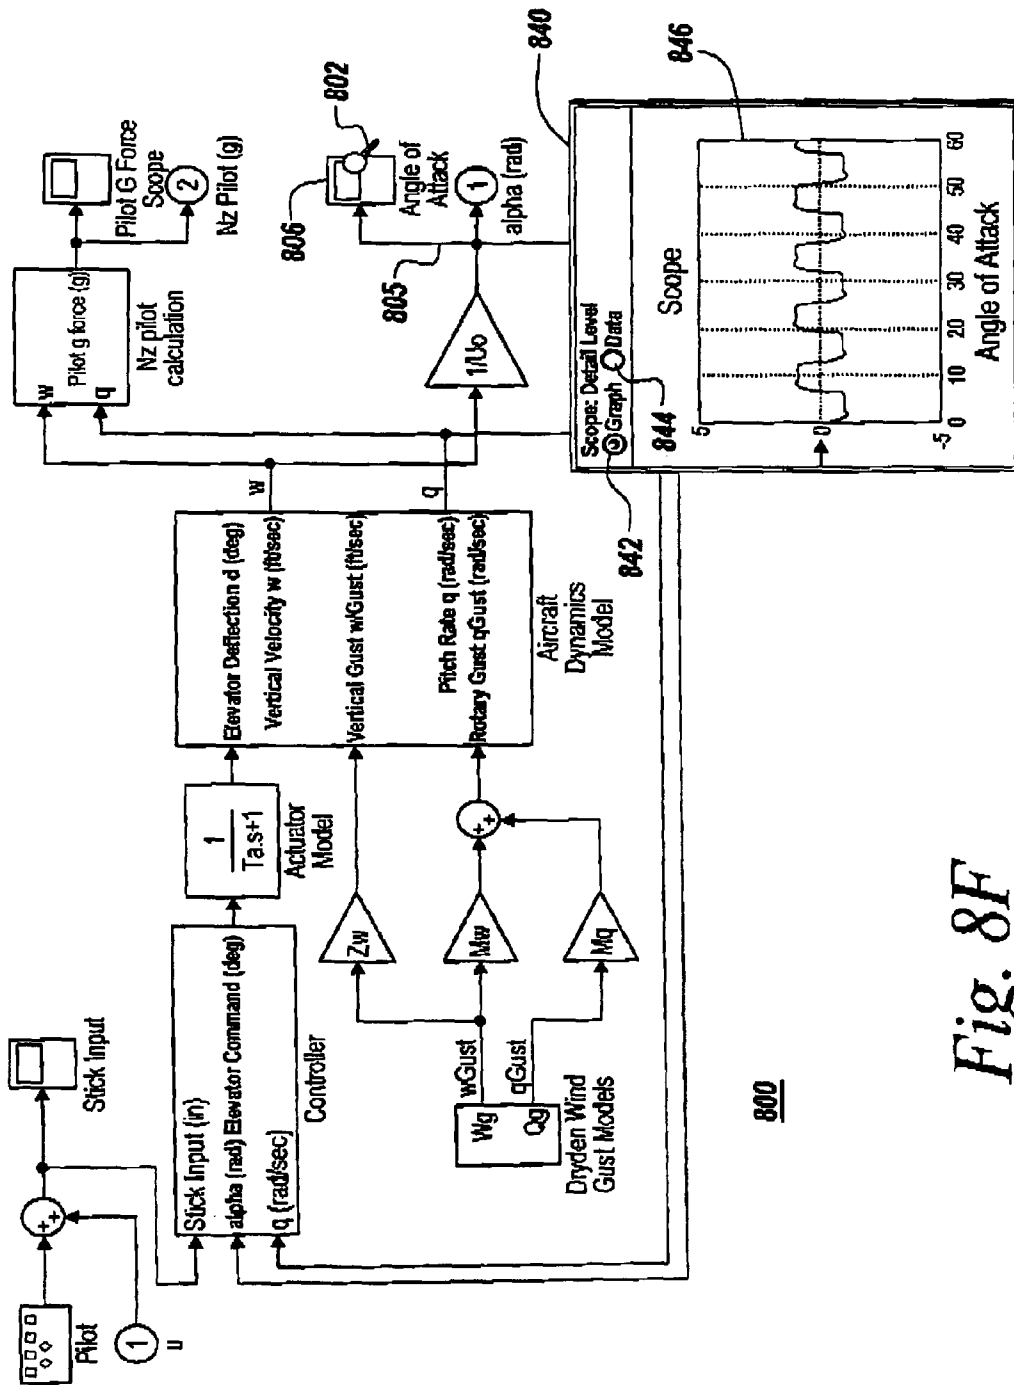 Pilot
1
u
+
+
Stick Input
Stick Input (in)
alpha (rad) Elevator Command (deg)
q (rad/sec)
Controller
1
Ta.s+1
Actuator
Model
Zw
Mw
Mq
+
+
wGust
qGust
Wg
Qg
Dryden Wind
Gust Models
Elevator Deflection d (deg)
Vertical Velocity w (ft/sec)
Vertical Gust w/Gust (ft/sec)
Pitch Rate q (rad/sec)
Rotary Gust qGust (rad/sec)
Aircraft
Dynamics
Model
w
q
w
Pilot g force (g)
q
Nz pilot
calculation
Pilot G Force
Scope
2
Nz Pilot (g)
1/Uo
805
806
802
Angle of
Attack
1
alpha (rad)
840
Scope: Detail Level
Graph
Data
842
844
Scope
846
5
0
-5
0
10
20
30
40
50
60
Angle of Attack
800
Fig. 8F